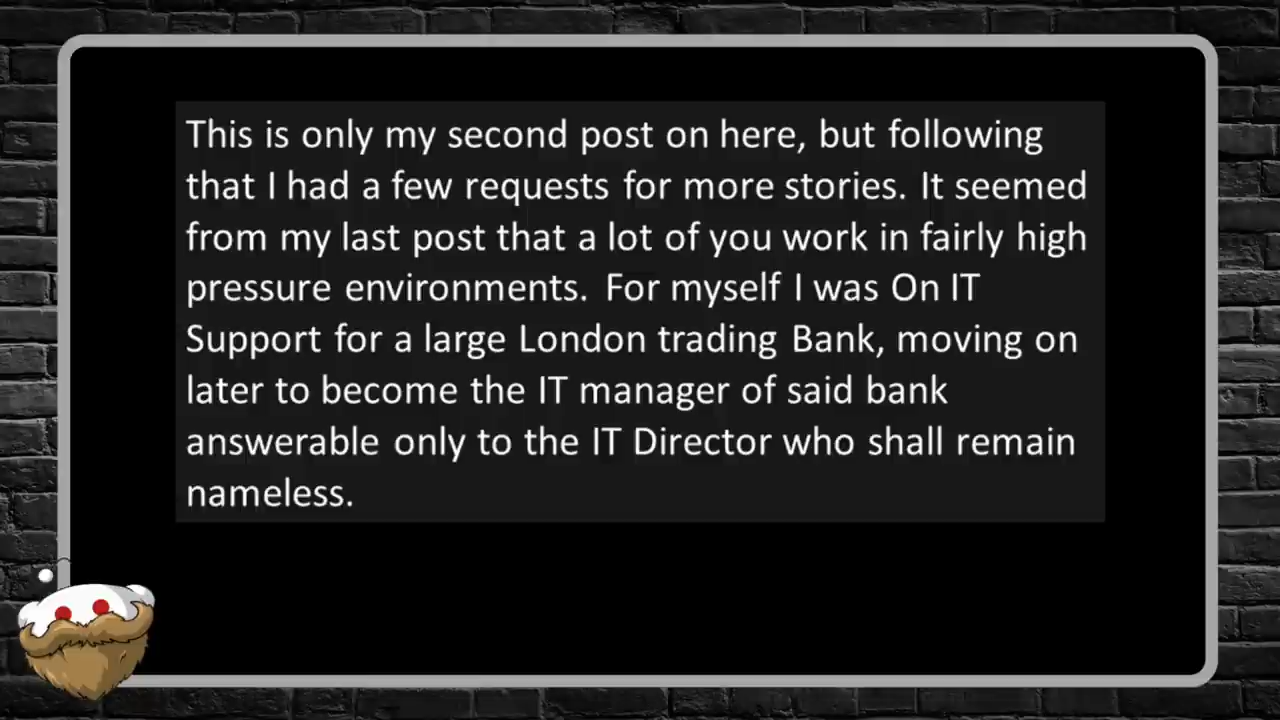 This is only my second post on here, but following
that I had a few requests for more stories. It seemed
from my last post that a lot of you work in fairly high
pressure environments. For myself I was On IT
Support for a large London trading Bank, moving on
later to become the IT manager of said bank
answerable only to the IT Director who shall remain
nameless.